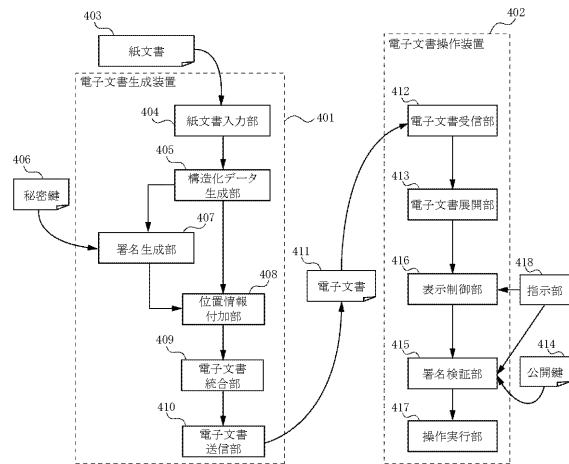 403
紙文書
電子文書生成装置
404
紙文書入力部
401
405
構造化データ
生成部
406
秘密鍵
407
署名生成部
408
位置情報
付加部
409
電子文書
統合部
410
電子文書
送信部
411
電子文書
402
電子文書操作装置
412
電子文書受信部
413
電子文書展開部
416
表示制御部
418
指示部
415
署名検証部
414
公開鍵
417
操作実行部